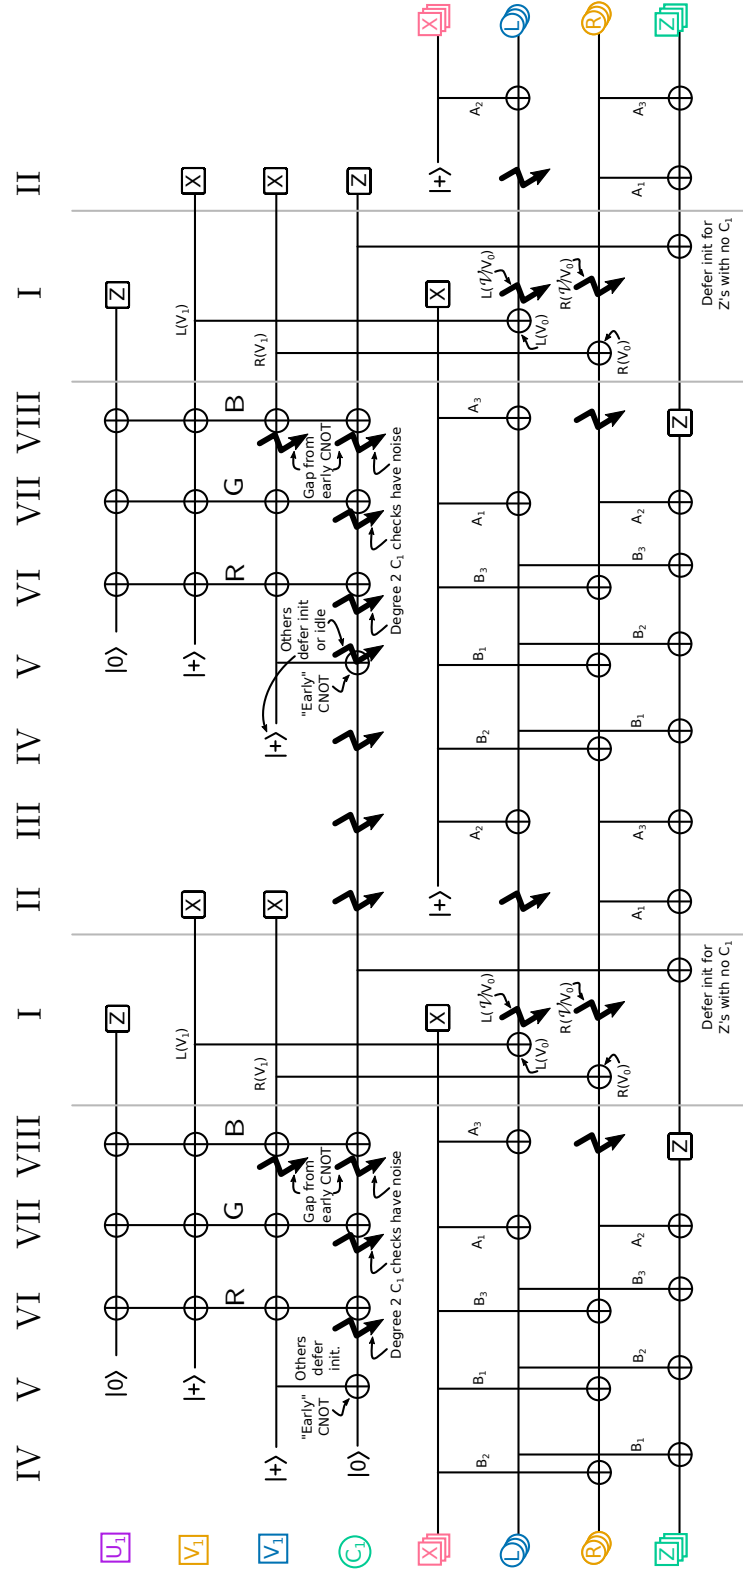 IV V VI VII VIII I II III IV V VI VII VIII I II
U₁ |0⟩ Z |0⟩ Z
V₁ |+⟩ L(V₁) X |+⟩ L(V₁) X
R G B R G B
V₁ |+⟩ R(V₁) X |+⟩ R(V₁) X
"Early"
CNOT
Others
defer
init.
Gap from
early CNOT
"Early"
CNOT
Others
defer init
or idle
Gap from
early CNOT
C₁ |0⟩ Z
Degree 2 C₁ checks have noise
Degree 2 C₁ checks have noise
X X |+⟩ X |+⟩
B₂ B₁ B₃ A₁ A₃ A₂ B₂ B₁ B₃ A₁ A₃ A₂
L(𝒱/V₀) L(𝒱/V₀)
L L
L(V₀) L(V₀)
R(𝒱/V₀) R(𝒱/V₀)
R R
R(V₀) R(V₀)
B₁ B₂ B₃ A₂ A₁ A₃ B₁ B₂ B₃ A₂ A₁ A₃
Z Z Z Z
Defer init for
Z's with no C₁
Defer init for
Z's with no C₁